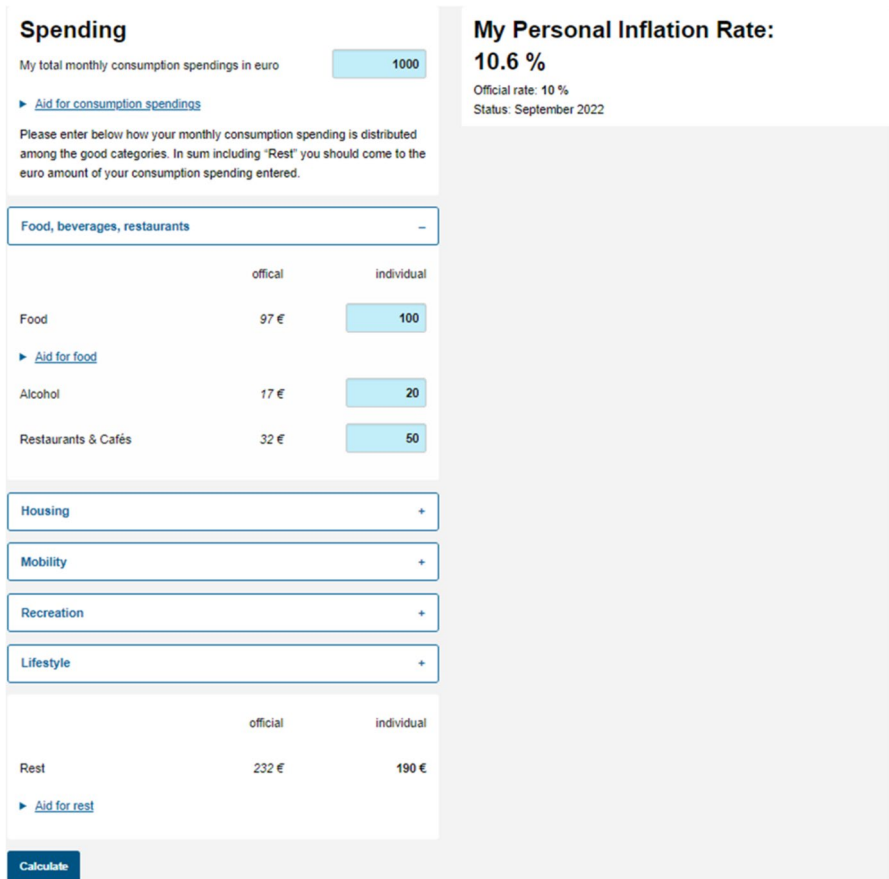 Spending
My total monthly consumption spendings in euro 1000
► Aid for consumption spendings
Please enter below how your monthly consumption spending is distributed
among the good categories. In sum including “Rest” you should come to the
euro amount of your consumption spending entered.
Food, beverages, restaurants –
offical individual
Food 97 € 100
► Aid for food
Alcohol 17 € 20
Restaurants & Cafés 32 € 50
Housing +
Mobility +
Recreation +
Lifestyle +
official individual
Rest 232 € 190 €
► Aid for rest
Calculate
My Personal Inflation Rate:
10.6 %
Official rate: 10 %
Status: September 2022